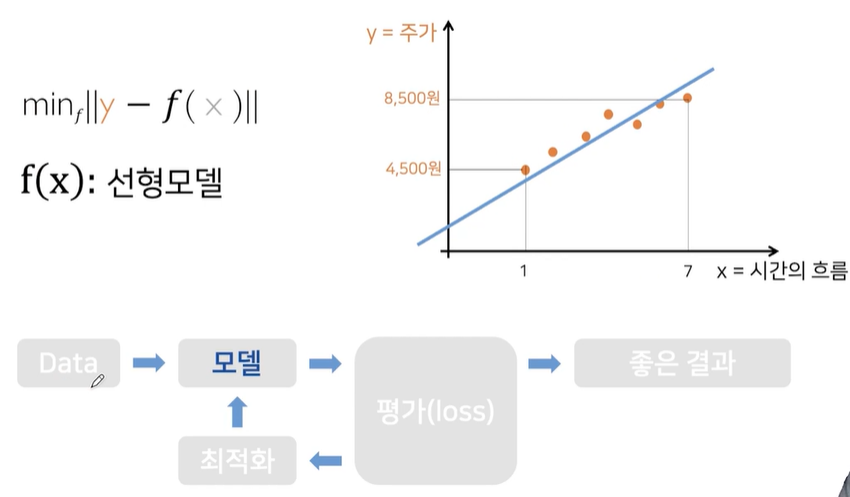 min_f||y − f( x )||
f(x): 선형모델
y = 주가
8,500원
4,500원
1
7
x = 시간의 흐름
Data
모델
평가(loss)
좋은 결과
최적화